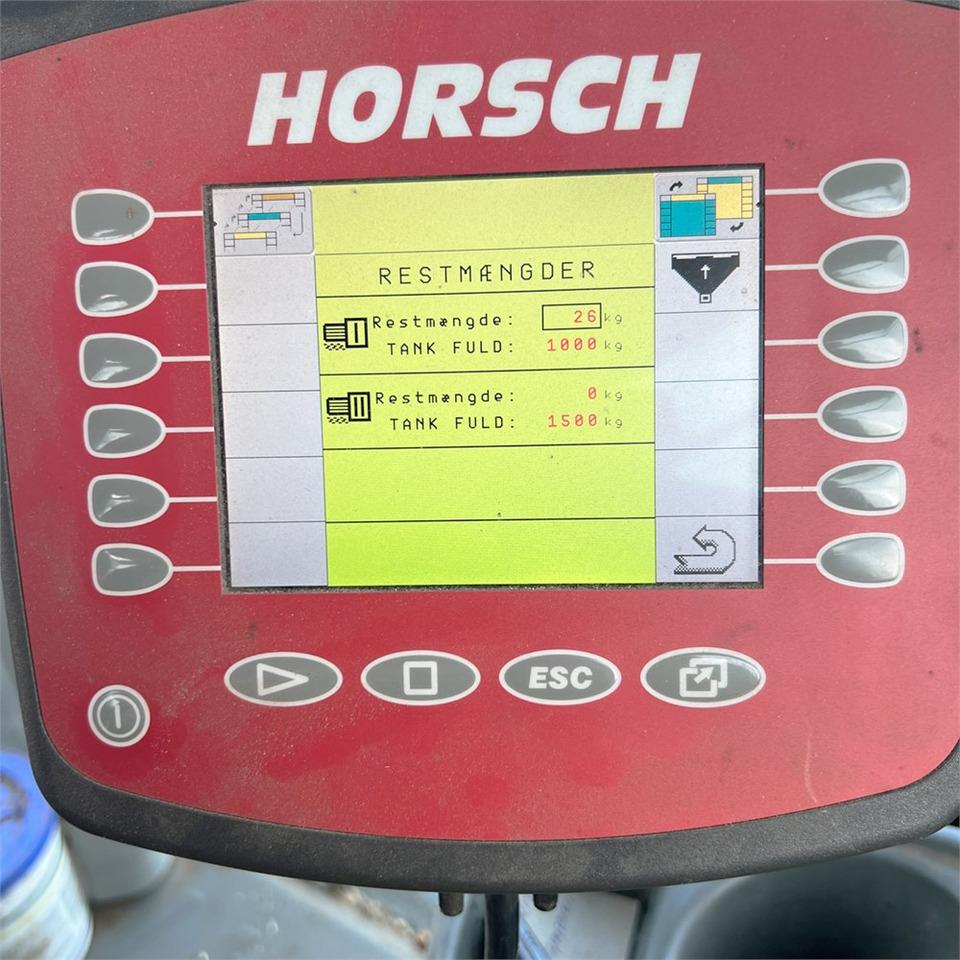 HORSCH
RESTMÆNGDER
Restmængde: 26 kg
TANK FULD: 1000 kg
Restmængde: 0 kg
TANK FULD: 1500 kg
ESC